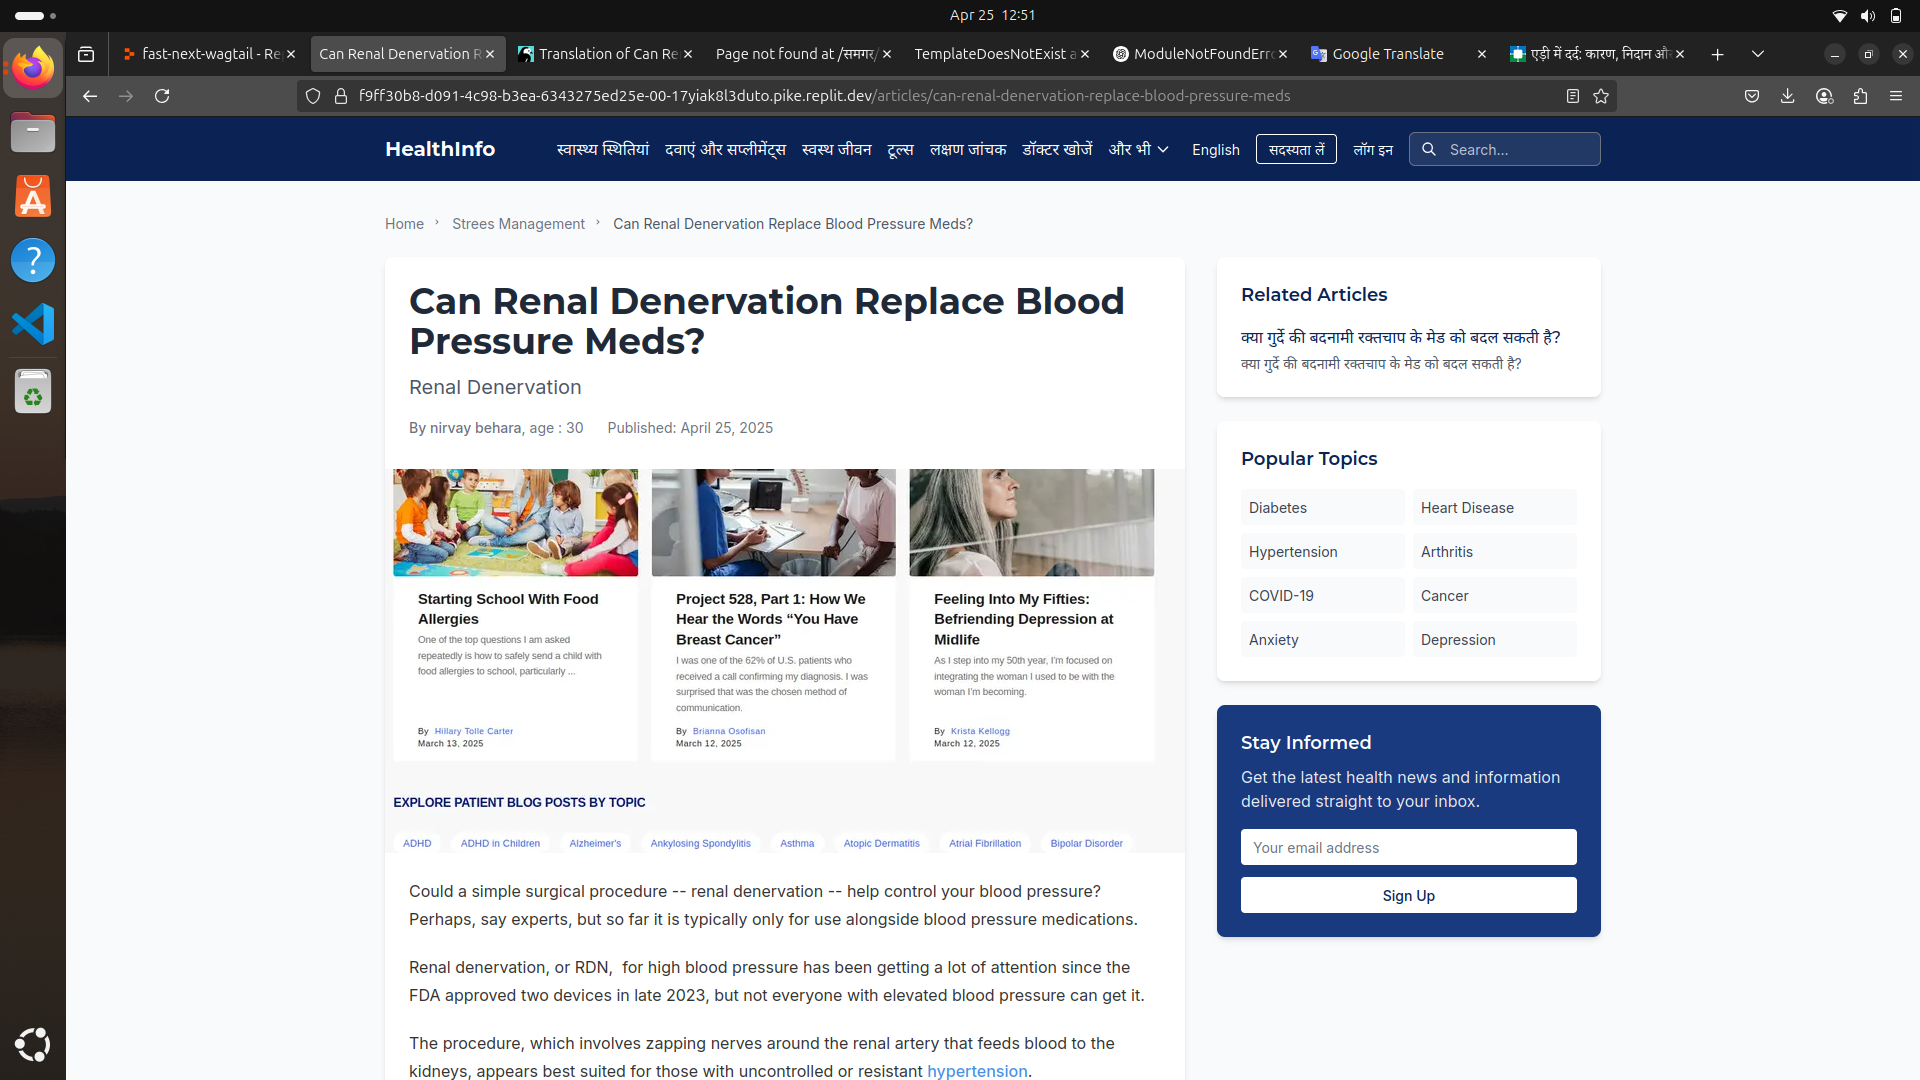 Apr 25 12:51
fast-next-wagtail - Re
Can Renal Denervation R
Translation of Can Re
Page not found at /समगर/
TemplateDoesNotExist a
ModuleNotFoundErr
Google Translate
एड़ी में दर्द: कारण, निदान औ
f9ff30b8-d091-4c98-b3ea-6343275ed25e-00-17yiak8l3duto.pike.replit.dev/articles/can-renal-denervation-replace-blood-pressure-meds
HealthInfo
स्वास्थ्य स्थितियां दवाएं और सप्लीमेंट्स स्वस्थ जीवन टूल्स लक्षण जांचक डॉक्टर खोजें और भी English सदस्यता लें लॉग इन Search...
Home › Strees Management › Can Renal Denervation Replace Blood Pressure Meds?
Can Renal Denervation Replace Blood
Pressure Meds?
Renal Denervation
By nirvay behara, age : 30 Published: April 25, 2025
Starting School With Food
Allergies
One of the top questions I am asked
repeatedly is how to safely send a child with
food allergies to school, particularly ...
By Hillary Tolle Carter
March 13, 2025
Project 528, Part 1: How We
Hear the Words “You Have
Breast Cancer”
I was one of the 62% of U.S. patients who
received a call confirming my diagnosis. I was
surprised that was the chosen method of
communication.
By Brianna Osofisan
March 12, 2025
Feeling Into My Fifties:
Befriending Depression at
Midlife
As I step into my 50th year, I'm focused on
integrating the woman I used to be with the
woman I'm becoming.
By Krista Kellogg
March 12, 2025
EXPLORE PATIENT BLOG POSTS BY TOPIC
ADHD ADHD in Children Alzheimer's Ankylosing Spondylitis Asthma Atopic Dermatitis Atrial Fibrillation Bipolar Disorder
Could a simple surgical procedure -- renal denervation -- help control your blood pressure?
Perhaps, say experts, but so far it is typically only for use alongside blood pressure medications.
Renal denervation, or RDN,  for high blood pressure has been getting a lot of attention since the
FDA approved two devices in late 2023, but not everyone with elevated blood pressure can get it.
The procedure, which involves zapping nerves around the renal artery that feeds blood to the
kidneys, appears best suited for those with uncontrolled or resistant hypertension.
Related Articles
क्या गुर्दे की बदनामी रक्तचाप के मेड को बदल सकती है?
क्या गुर्दे की बदनामी रक्तचाप के मेड को बदल सकती है?
Popular Topics
Diabetes Heart Disease
Hypertension Arthritis
COVID-19 Cancer
Anxiety Depression
Stay Informed
Get the latest health news and information
delivered straight to your inbox.
Your email address
Sign Up